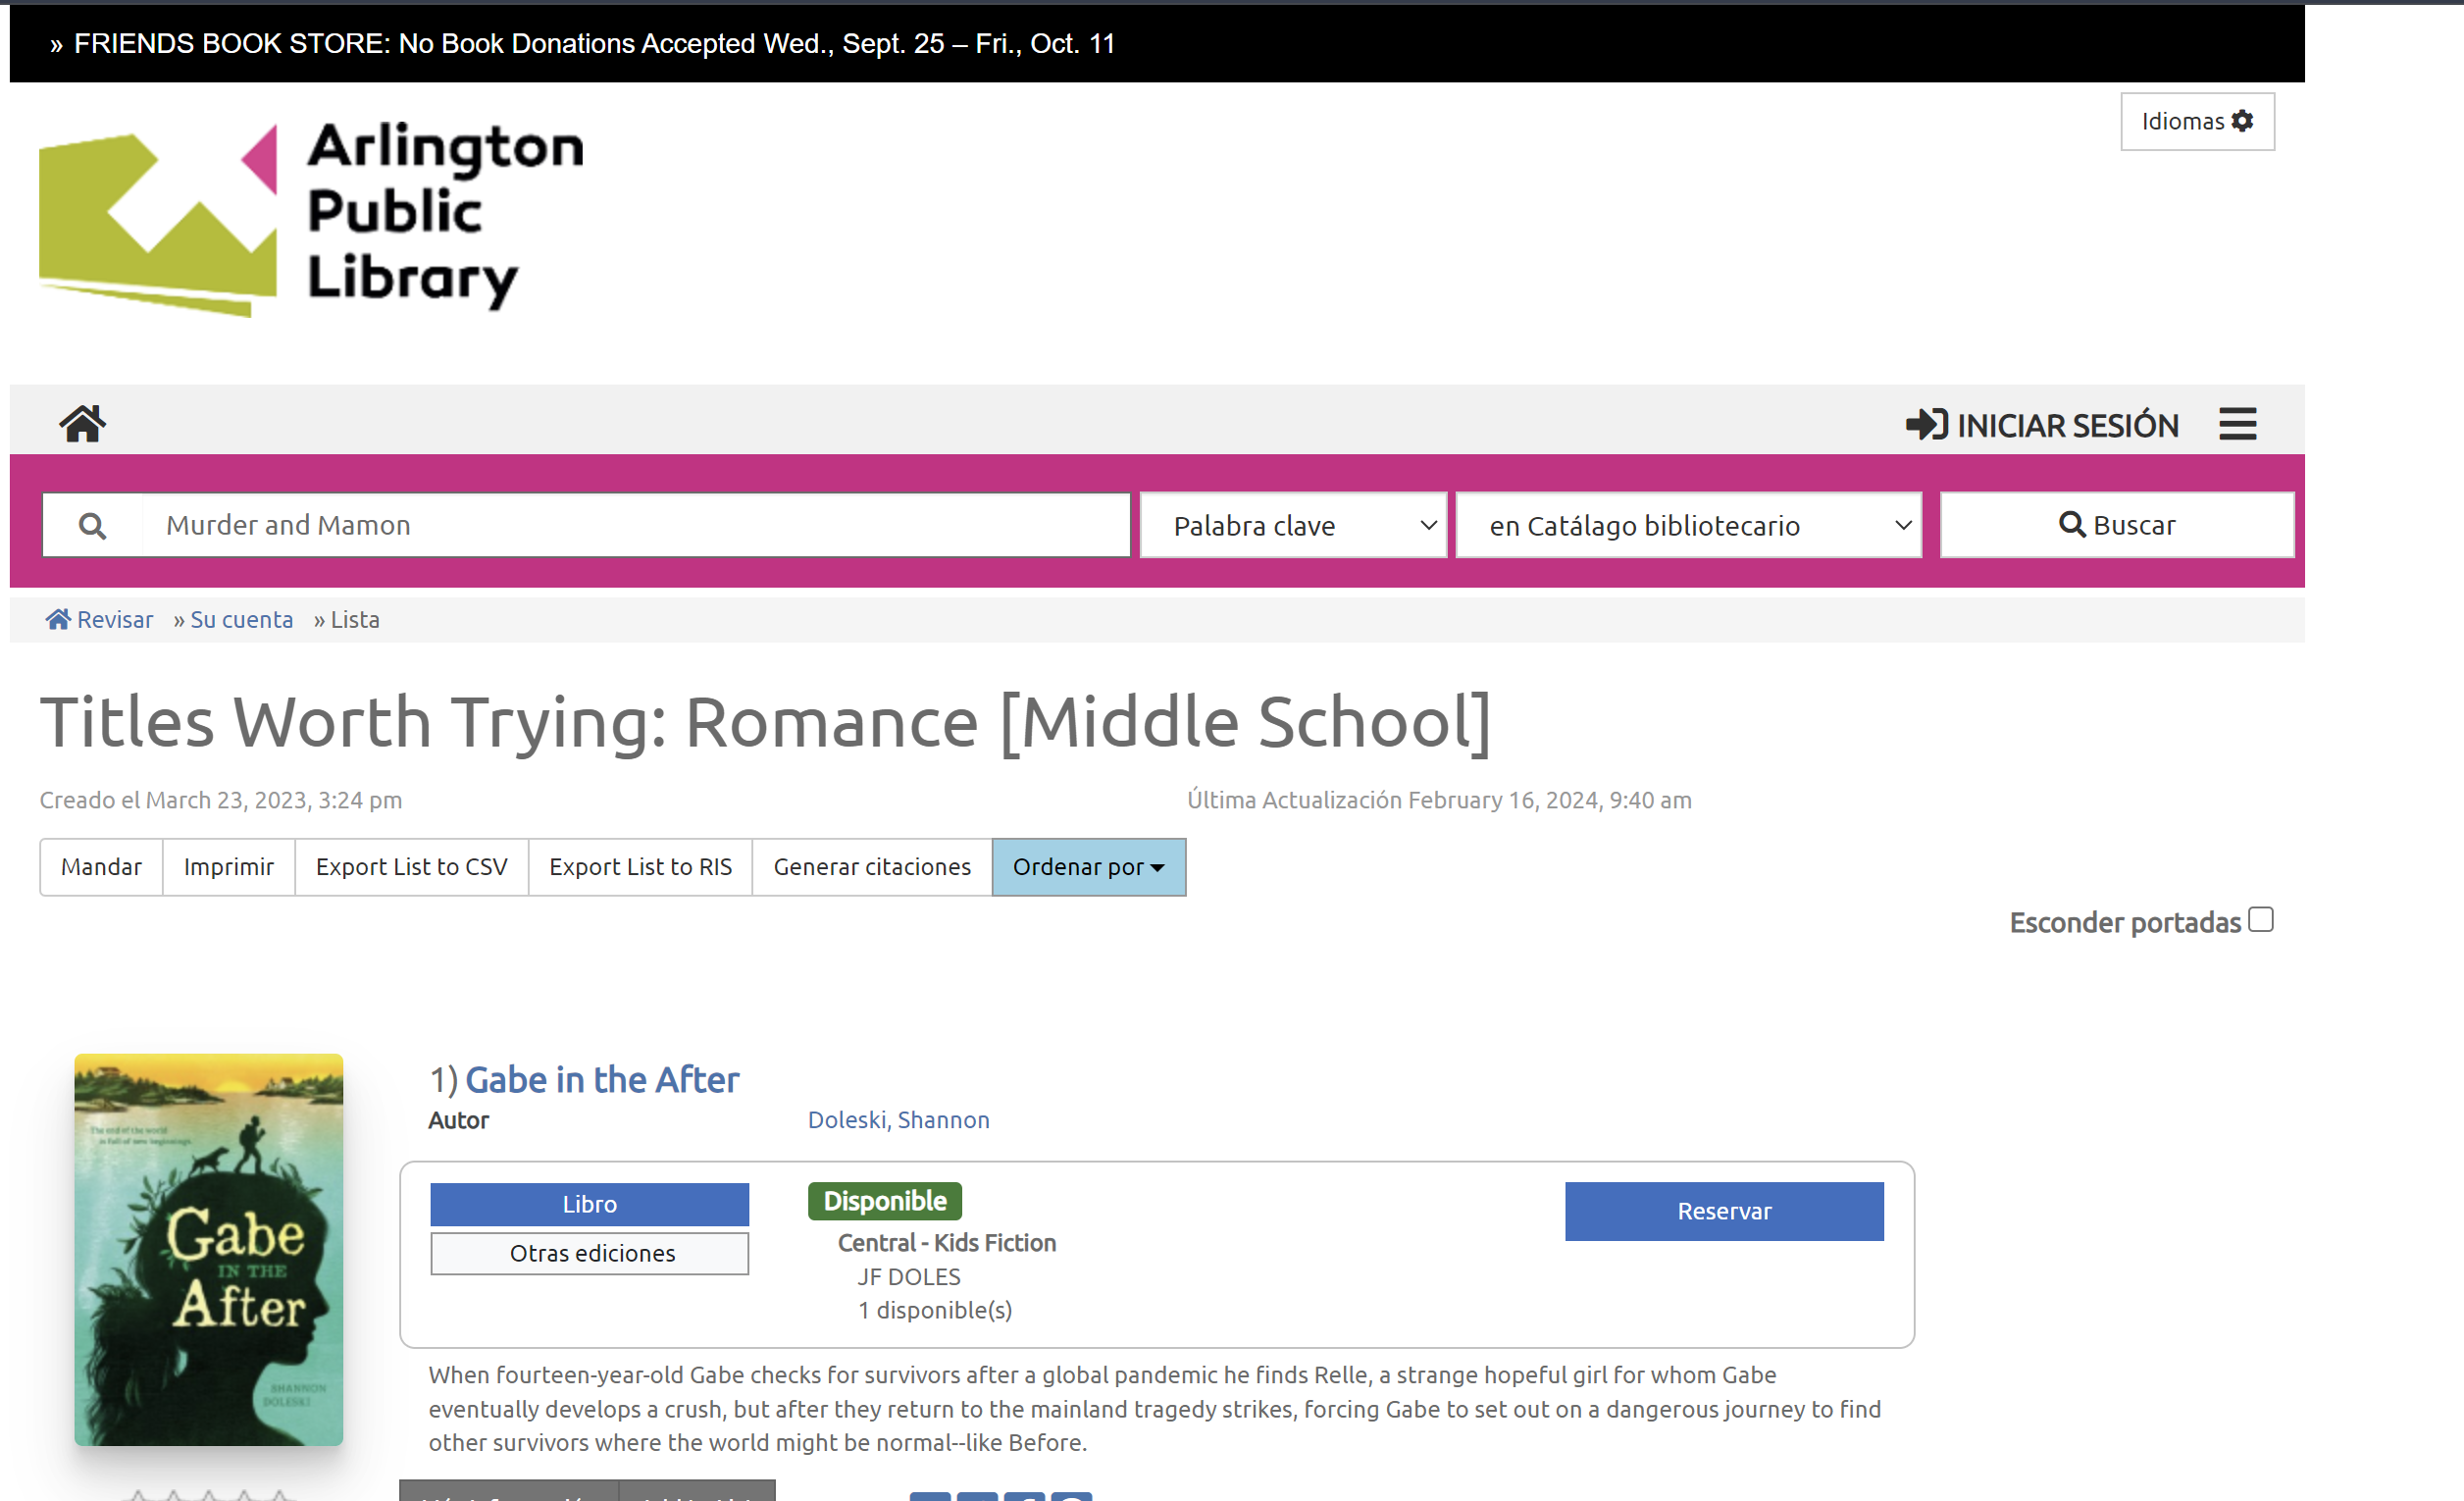 » FRIENDS BOOK STORE: No Book Donations Accepted Wed., Sept. 25 – Fri., Oct. 11
Arlington
Public
Library
Idiomas
INICIAR SESIÓN
Murder and Mamon
Palabra clave
en Catálago bibliotecario
Buscar
Revisar » Su cuenta » Lista
Titles Worth Trying: Romance [Middle School]
Creado el March 23, 2023, 3:24 pm
Última Actualización February 16, 2024, 9:40 am
Mandar
Imprimir
Export List to CSV
Export List to RIS
Generar citaciones
Ordenar por
Esconder portadas
The end of the world
is full of new beginnings.
Gabe
IN THE
After
SHANNON
DOLESKI
1) Gabe in the After
Autor
Doleski, Shannon
Libro
Otras ediciones
Disponible
Central - Kids Fiction
JF DOLES
1 disponible(s)
Reservar
When fourteen-year-old Gabe checks for survivors after a global pandemic he finds Relle, a strange hopeful girl for whom Gabe
eventually develops a crush, but after they return to the mainland tragedy strikes, forcing Gabe to set out on a dangerous journey to find
other survivors where the world might be normal--like Before.